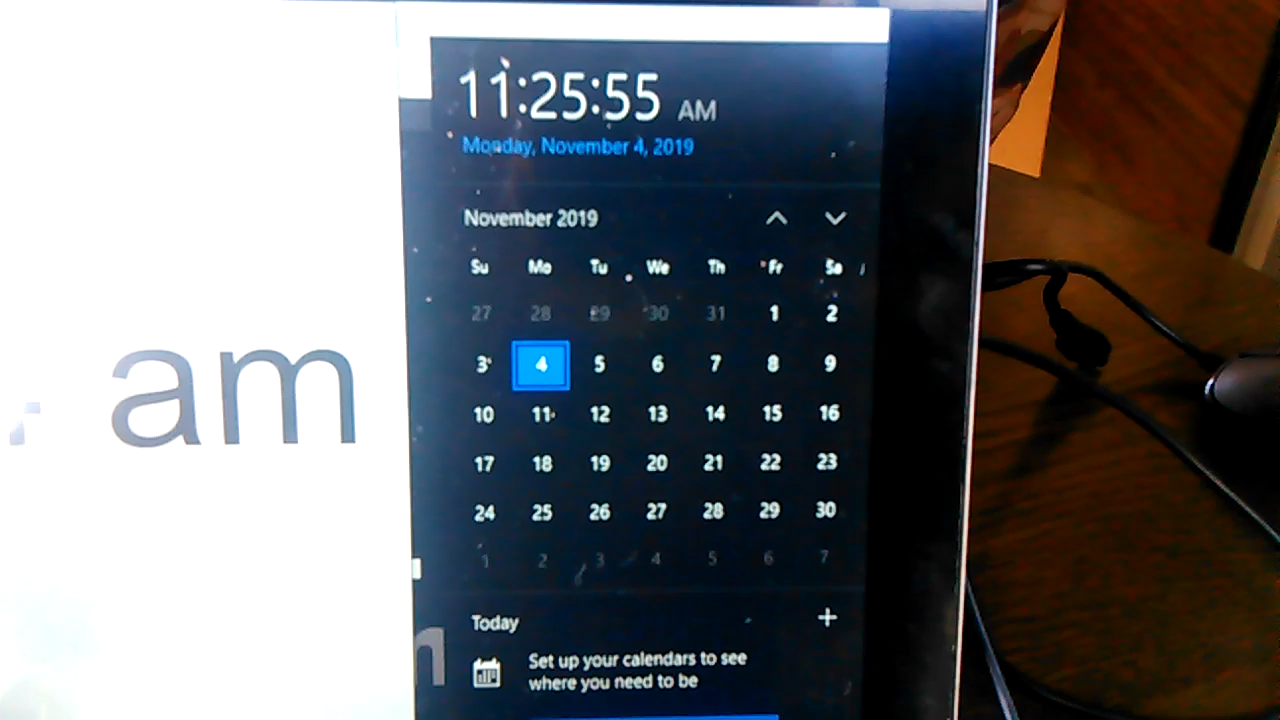 am
11:25:55 AM
Monday, November 4, 2019
November 2019
Su Mo Tu We Th Fr Sa
27 28 29 30 31 1 2
3 4 5 6 7 8 9
10 11 12 13 14 15 16
17 18 19 20 21 22 23
24 25 26 27 28 29 30
1 2 3 4 5 6 7
Today
Set up your calendars to see
where you need to be